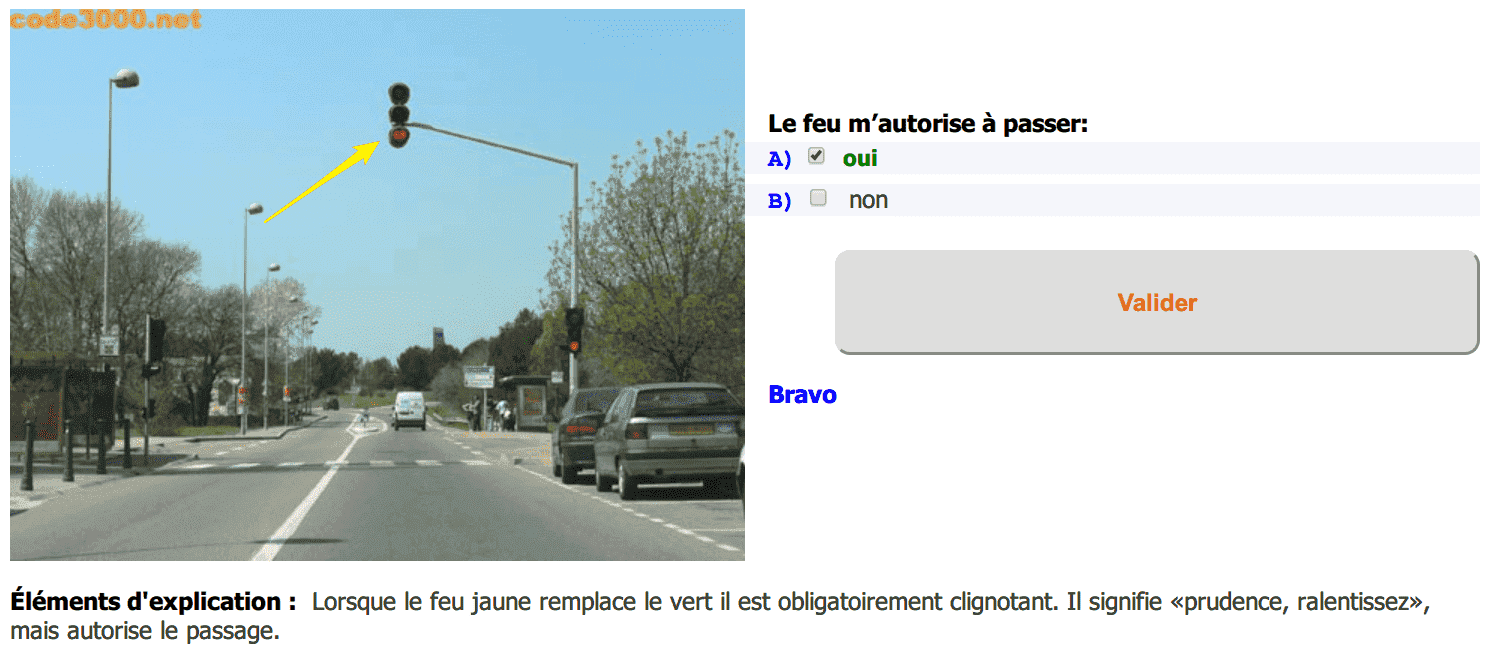 code3000.net
Le feu m’autorise à passer:
A) oui
B) non
Valider
Bravo
Éléments d'explication : Lorsque le feu jaune remplace le vert il est obligatoirement clignotant. Il signifie «prudence, ralentissez»,
mais autorise le passage.